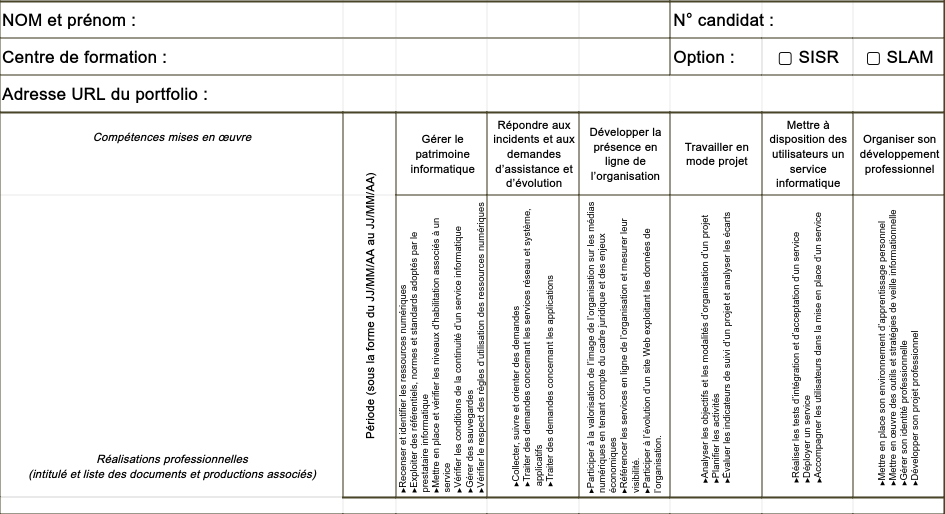 NOM et prénom :
N° candidat :
Centre de formation :
Option :
SISR
SLAM
Adresse URL du portfolio :
Compétences mises en œuvre
Réalisations professionnelles
(intitulé et liste des documents et productions associés)
Période (sous la forme du JJ/MM/AA au JJ/MM/AA)
Gérer le
patrimoine
informatique
Répondre aux
incidents et aux
demandes
d'assistance et
d'évolution
Développer la
présence en
ligne de
l'organisation
Travailler en
mode projet
Mettre à
disposition des
utilisateurs un
service
informatique
Organiser son
développement
professionnel
▸Recenser et identifier les ressources numériques
▸Exploiter des référentiels, normes et standards adoptés par le
prestataire informatique
▸Mettre en place et vérifier les niveaux d'habilitation associés à un
service
▸Vérifier les conditions de la continuité d'un service informatique
▸Gérer des sauvegardes
▸Vérifier le respect des règles d'utilisation des ressources numériques
▸Collecter, suivre et orienter des demandes
▸Traiter des demandes concernant les services réseau et système,
applicatifs
▸Traiter des demandes concernant les applications
▸Participer à la valorisation de l'image de l'organisation sur les médias
numériques en tenant compte du cadre juridique et des enjeux
économiques
▸Référencer les services en ligne de l'organisation et mesurer leur
visibilité.
▸Participer à l'évolution d'un site Web exploitant les données de
l'organisation.
▸Analyser les objectifs et les modalités d'organisation d'un projet
▸Planifier les activités
▸Évaluer les indicateurs de suivi d'un projet et analyser les écarts
▸Réaliser les tests d'intégration et d'acceptation d'un service
▸Déployer un service
▸Accompagner les utilisateurs dans la mise en place d'un service
▸Mettre en place son environnement d'apprentissage personnel
▸Mettre en œuvre des outils et stratégies de veille informationnelle
▸Gérer son identité professionnelle
▸Développer son projet professionnel